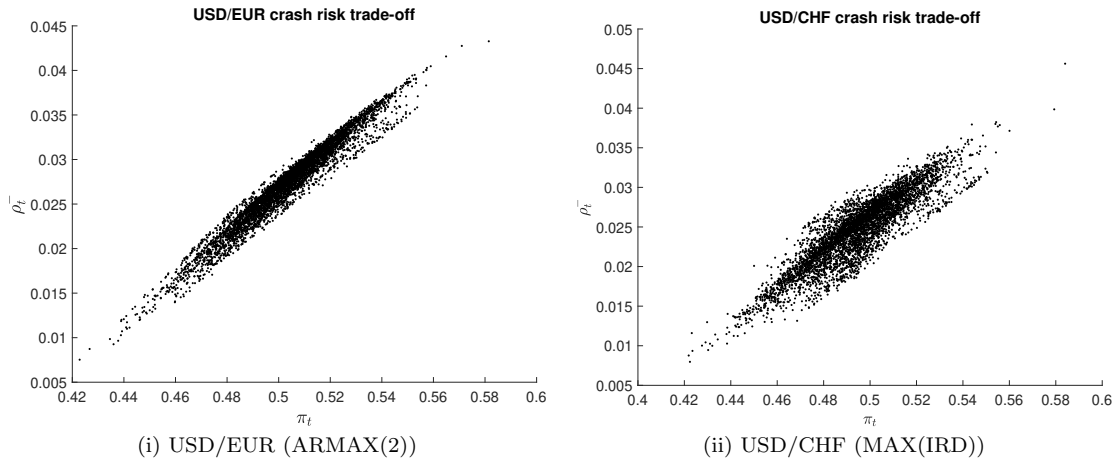 USD/EUR crash risk trade-off
0.045
0.04
0.035
0.03
0.025
0.02
0.015
0.01
0.005
ρ_t^-
0.42 0.44 0.46 0.48 0.5 0.52 0.54 0.56 0.58 0.6
π_t
(i) USD/EUR (ARMAX(2))
USD/CHF crash risk trade-off
0.05
0.045
0.04
0.035
0.03
0.025
0.02
0.015
0.01
0.005
ρ_t^-
0.4 0.42 0.44 0.46 0.48 0.5 0.52 0.54 0.56 0.58 0.6
π_t
(ii) USD/CHF (MAX(IRD))